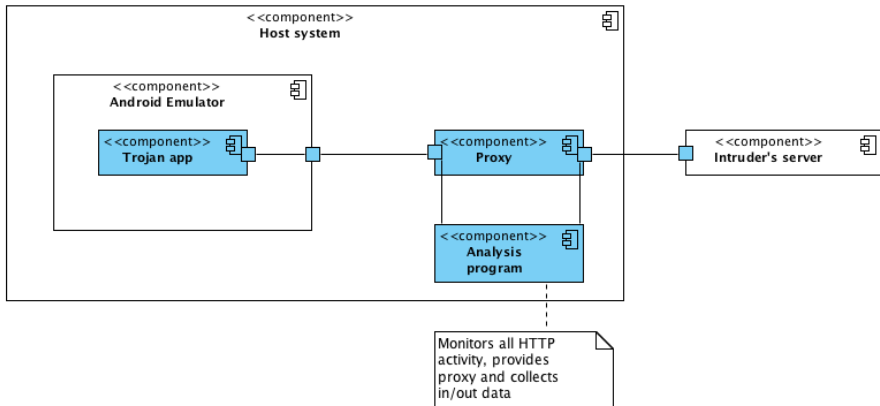 <<component>>
Host system
<<component>>
Android Emulator
<<component>>
Trojan app
<<component>>
Proxy
<<component>>
Intruder's server
<<component>>
Analysis
program
Monitors all HTTP
activity, provides
proxy and collects
in/out data